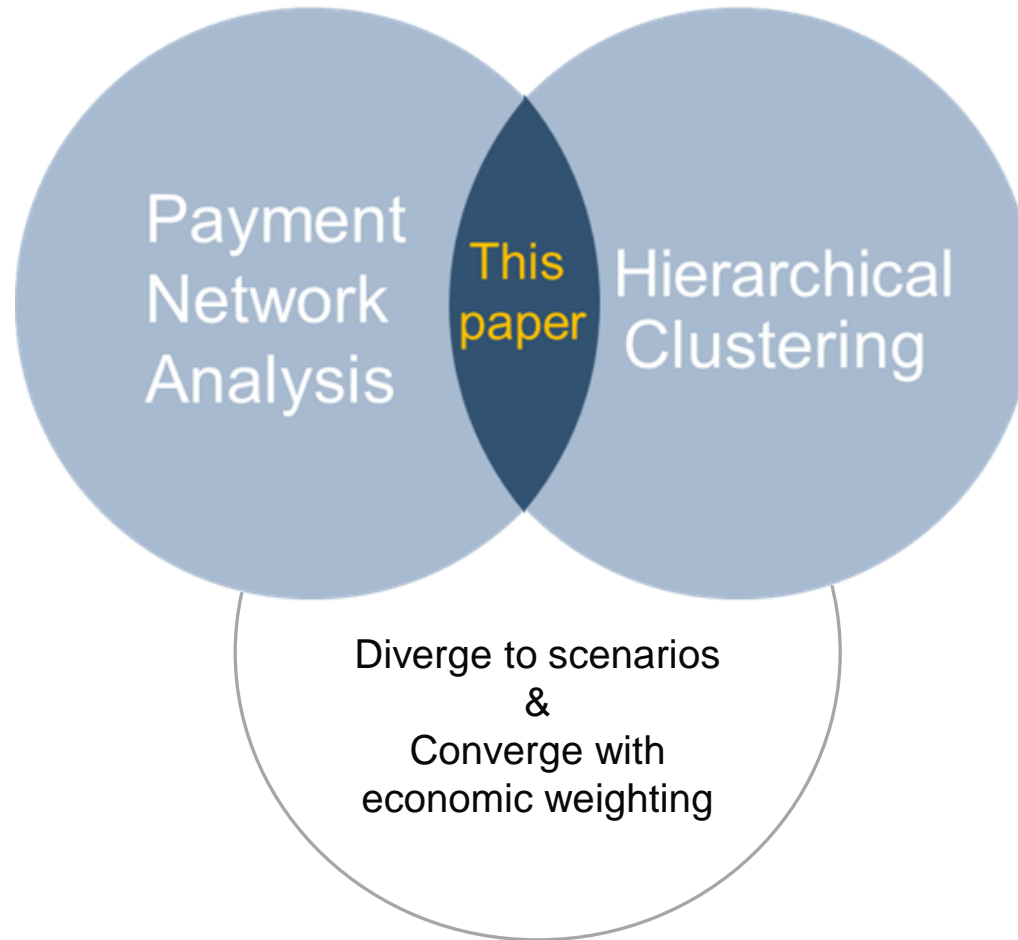 Payment
Network
Analysis
This
paper
Hierarchical
Clustering
Diverge to scenarios
&
Converge with
economic weighting